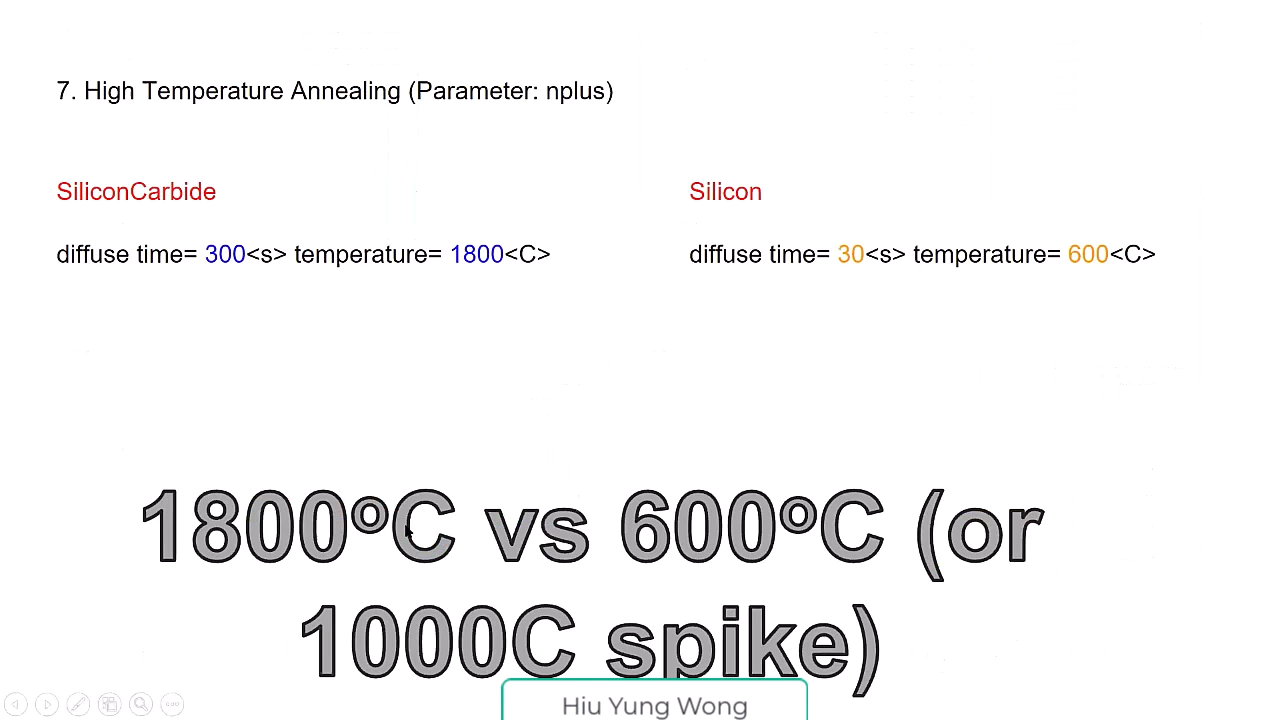 7. High Temperature Annealing (Parameter: nplus)
SiliconCarbide
Silicon
diffuse time= 300<s> temperature= 1800<C>
diffuse time= 30<s> temperature= 600<C>
1800oC vs 600oC (or
1000C spike)
Hiu Yung Wong